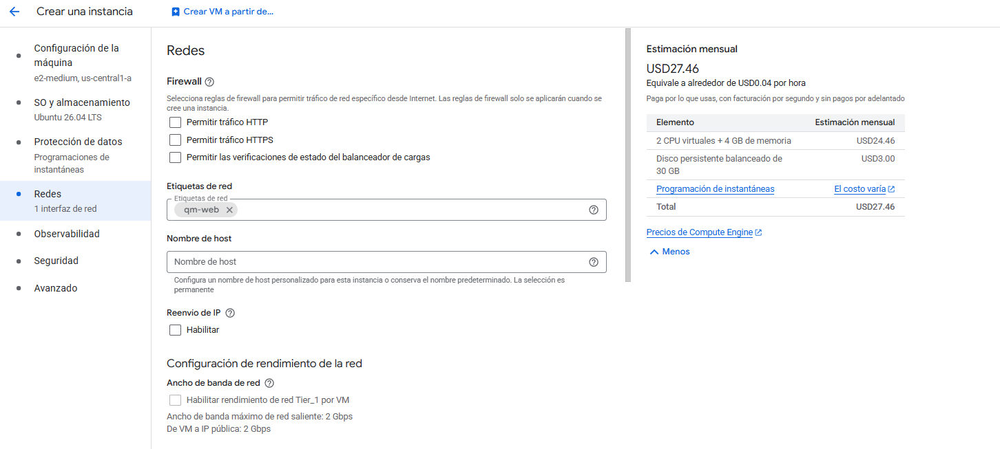 Crear una instancia
Crear VM a partir de...
Configuración de la
máquina
e2-medium, us-central1-a
SO y almacenamiento
Ubuntu 26.04 LTS
Protección de datos
Programaciones de
instantáneas
Redes
1 interfaz de red
Observabilidad
Seguridad
Avanzado
Redes
Firewall
Selecciona reglas de firewall para permitir tráfico de red específico desde Internet. Las reglas de firewall solo se aplicarán cuando se
cree una instancia.
Permitir tráfico HTTP
Permitir tráfico HTTPS
Permitir las verificaciones de estado del balanceador de cargas
Etiquetas de red
Etiquetas de red
qm-web
Nombre de host
Nombre de host
Configura un nombre de host personalizado para esta instancia o conserva el nombre predeterminado. La selección es
permanente
Reenvío de IP
Habilitar
Configuración de rendimiento de la red
Ancho de banda de red
Habilitar rendimiento de red Tier_1 por VM
Ancho de banda máximo de red saliente: 2 Gbps
De VM a IP pública: 2 Gbps
Estimación mensual
USD27.46
Equivale a alrededor de USD0.04 por hora
Paga por lo que usas, con facturación por segundo y sin pagos por adelantado
Elemento Estimación mensual
2 CPU virtuales + 4 GB de memoria USD24.46
Disco persistente balanceado de USD3.00
30 GB
Programación de instantáneas El costo varía
Total USD27.46
Precios de Compute Engine
Menos